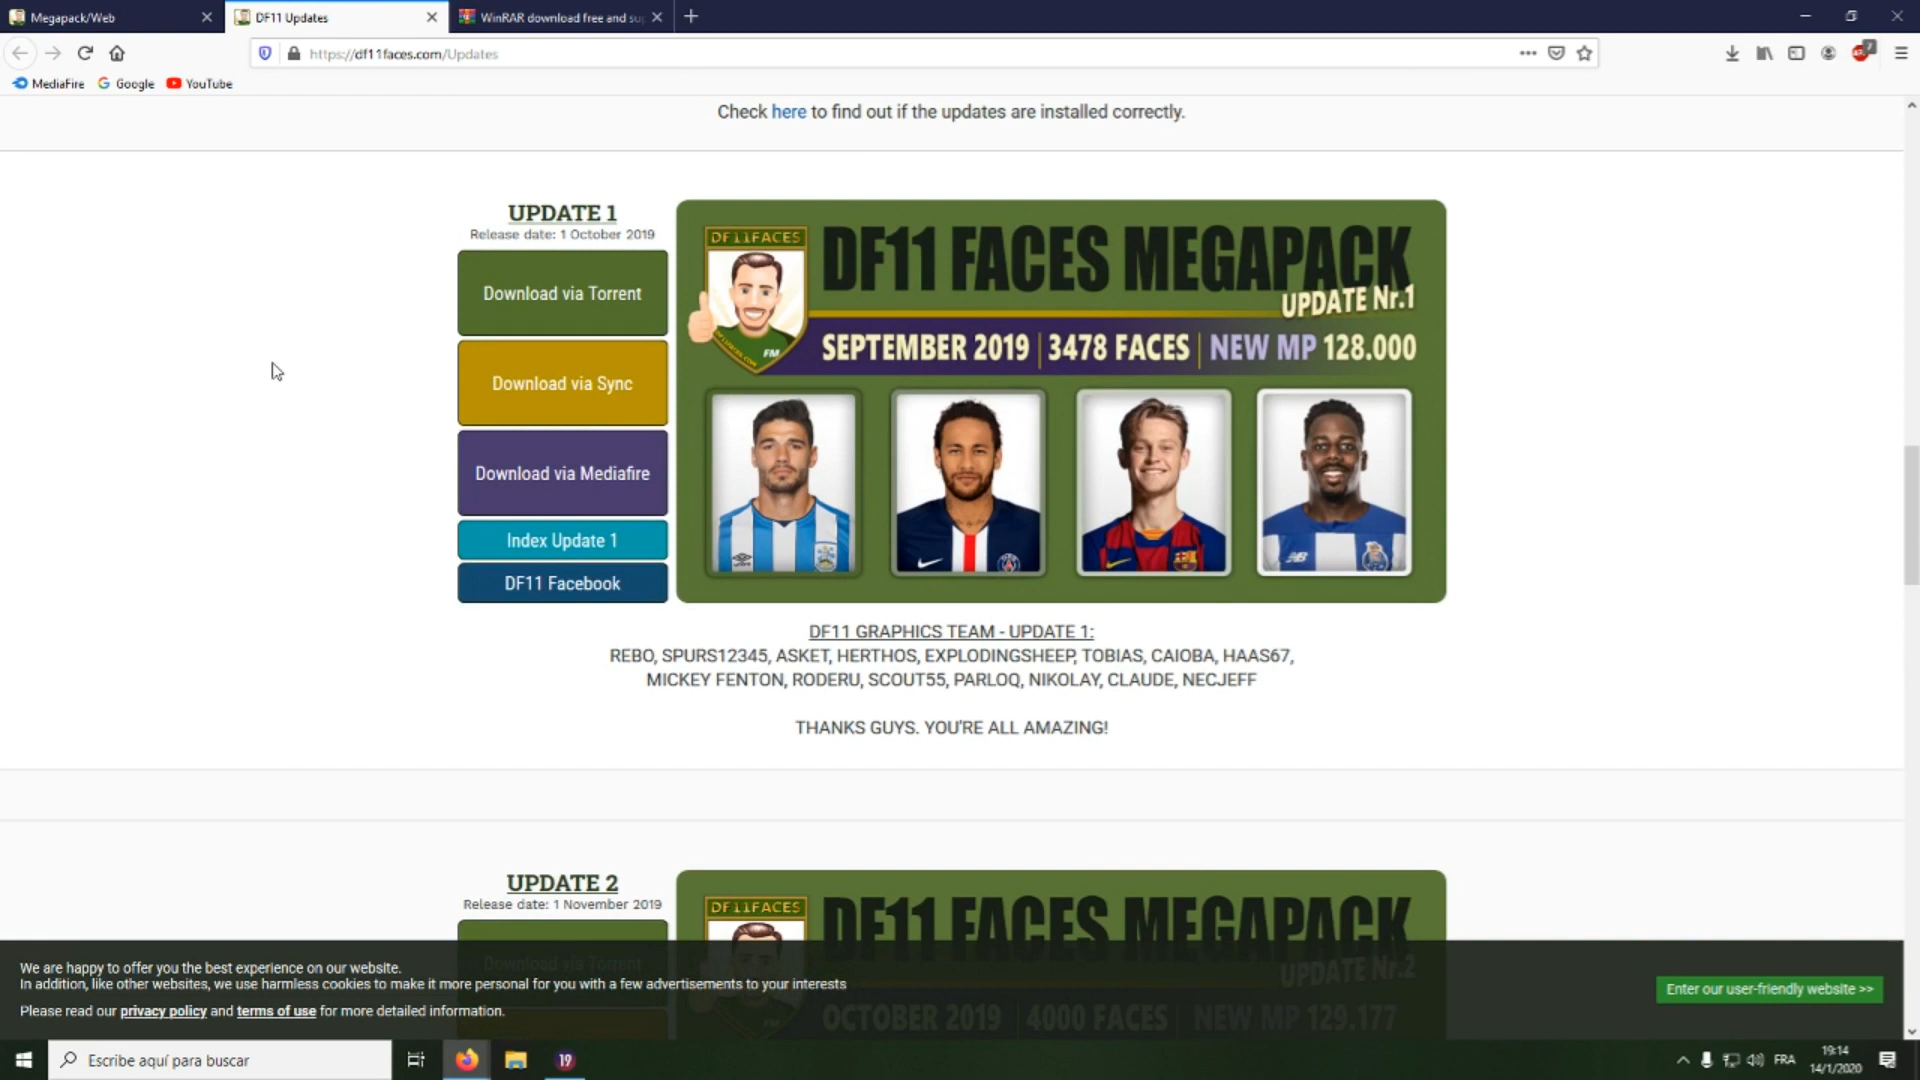 Megapack/Web
DF11 Updates
WinRAR download free and su
https://df11faces.com/Updates
MediaFire
Google
YouTube
Check here to find out if the updates are installed correctly.
UPDATE 1
Release date: 1 October 2019
Download via Torrent
Download via Sync
Download via Mediafire
Index Update 1
DF11 Facebook
DF11FACES
FM
DF11 FACES MEGAPACK
UPDATE Nr.1
SEPTEMBER 2019 | 3478 FACES | NEW MP 128.000
DF11 GRAPHICS TEAM - UPDATE 1:
REBO, SPURS12345, ASKET, HERTHOS, EXPLODINGSHEEP, TOBIAS, CAIOBA, HAAS67,
MICKEY FENTON, RODERU, SCOUT55, PARLOQ, NIKOLAY, CLAUDE, NECJEFF
THANKS GUYS. YOU'RE ALL AMAZING!
UPDATE 2
Release date: 1 November 2019
Download via Torrent
DF11FACES
DF11 FACES MEGAPACK
UPDATE Nr.2
OCTOBER 2019 | 4000 FACES | NEW MP 129.177
We are happy to offer you the best experience on our website.
In addition, like other websites, we use harmless cookies to make it more personal for you with a few advertisements to your interests
Please read our privacy policy and terms of use for more detailed information.
Enter our user-friendly website >>
Escribe aquí para buscar
19
FRA
19:14
14/1/2020